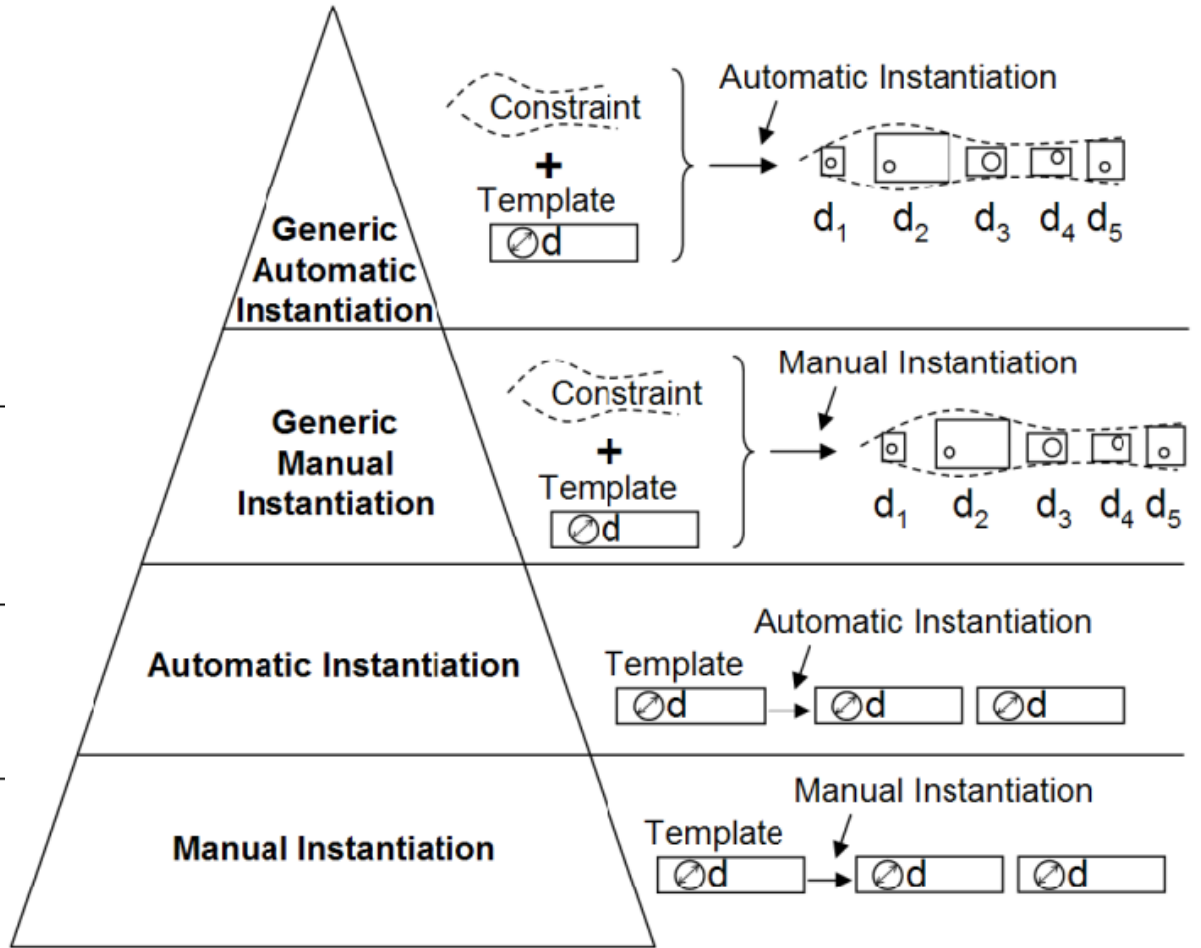 Automatic Instantiation
Constraint
+
Template
d
d1 d2 d3 d4 d5
Generic
Automatic
Instantiation
Manual Instantiation
Constraint
+
Template
d
d1 d2 d3 d4 d5
Generic
Manual
Instantiation
Automatic Instantiation
Template
d d d
Automatic Instantiation
Manual Instantiation
Template
d d d
Manual Instantiation